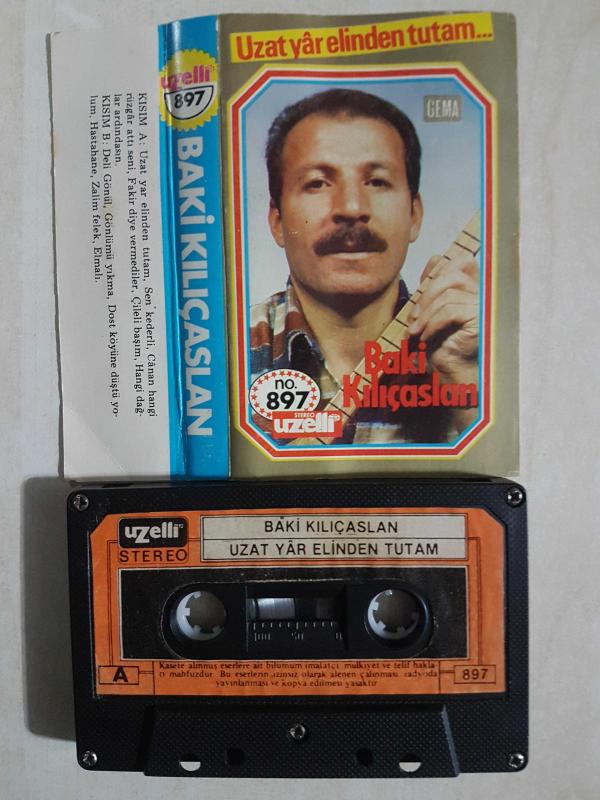 Uzat yâr elinden tutam...
GEMA
Baki
Kılıçaslan
no.
897
STEREO
uzelli
uzelli
897
BAKİ KILIÇASLAN
KISIM A: Uzat yar elinden tutam, Sen kederli, Cânan hangi
rüzgâr attı seni, Fakir diye vermediler, Çileli başım, Hangi dağ-
lar ardındasın.
KISIM B: Deli Gönül, Gönlümü yıkma, Dost köyüne düştü yo-
lum, Hastahane, Zalim felek, Elmalı.
uzelli
STEREO
BAKİ KILIÇASLAN
UZAT YÂR ELİNDEN TUTAM
50
A
Kasete alınmış eserlere ait bilumum imalatçı, mülkiyet ve telif hakla-
rı mahfuzdur. Bu eserlerin izinsiz olarak alenen çalınması, radyoda
yayınlanması ve kopya edilmesi yasaktır
897